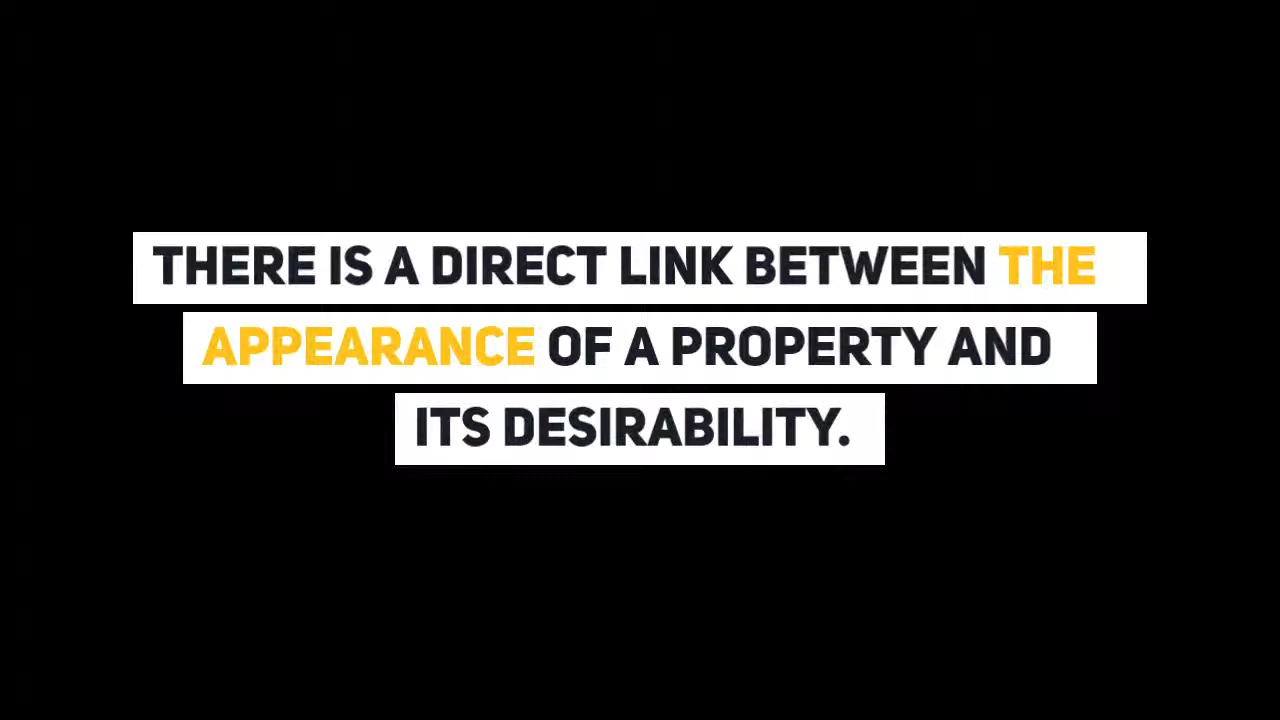 THERE IS A DIRECT LINK BETWEEN THE
APPEARANCE OF A PROPERTY AND
ITS DESIRABILITY.